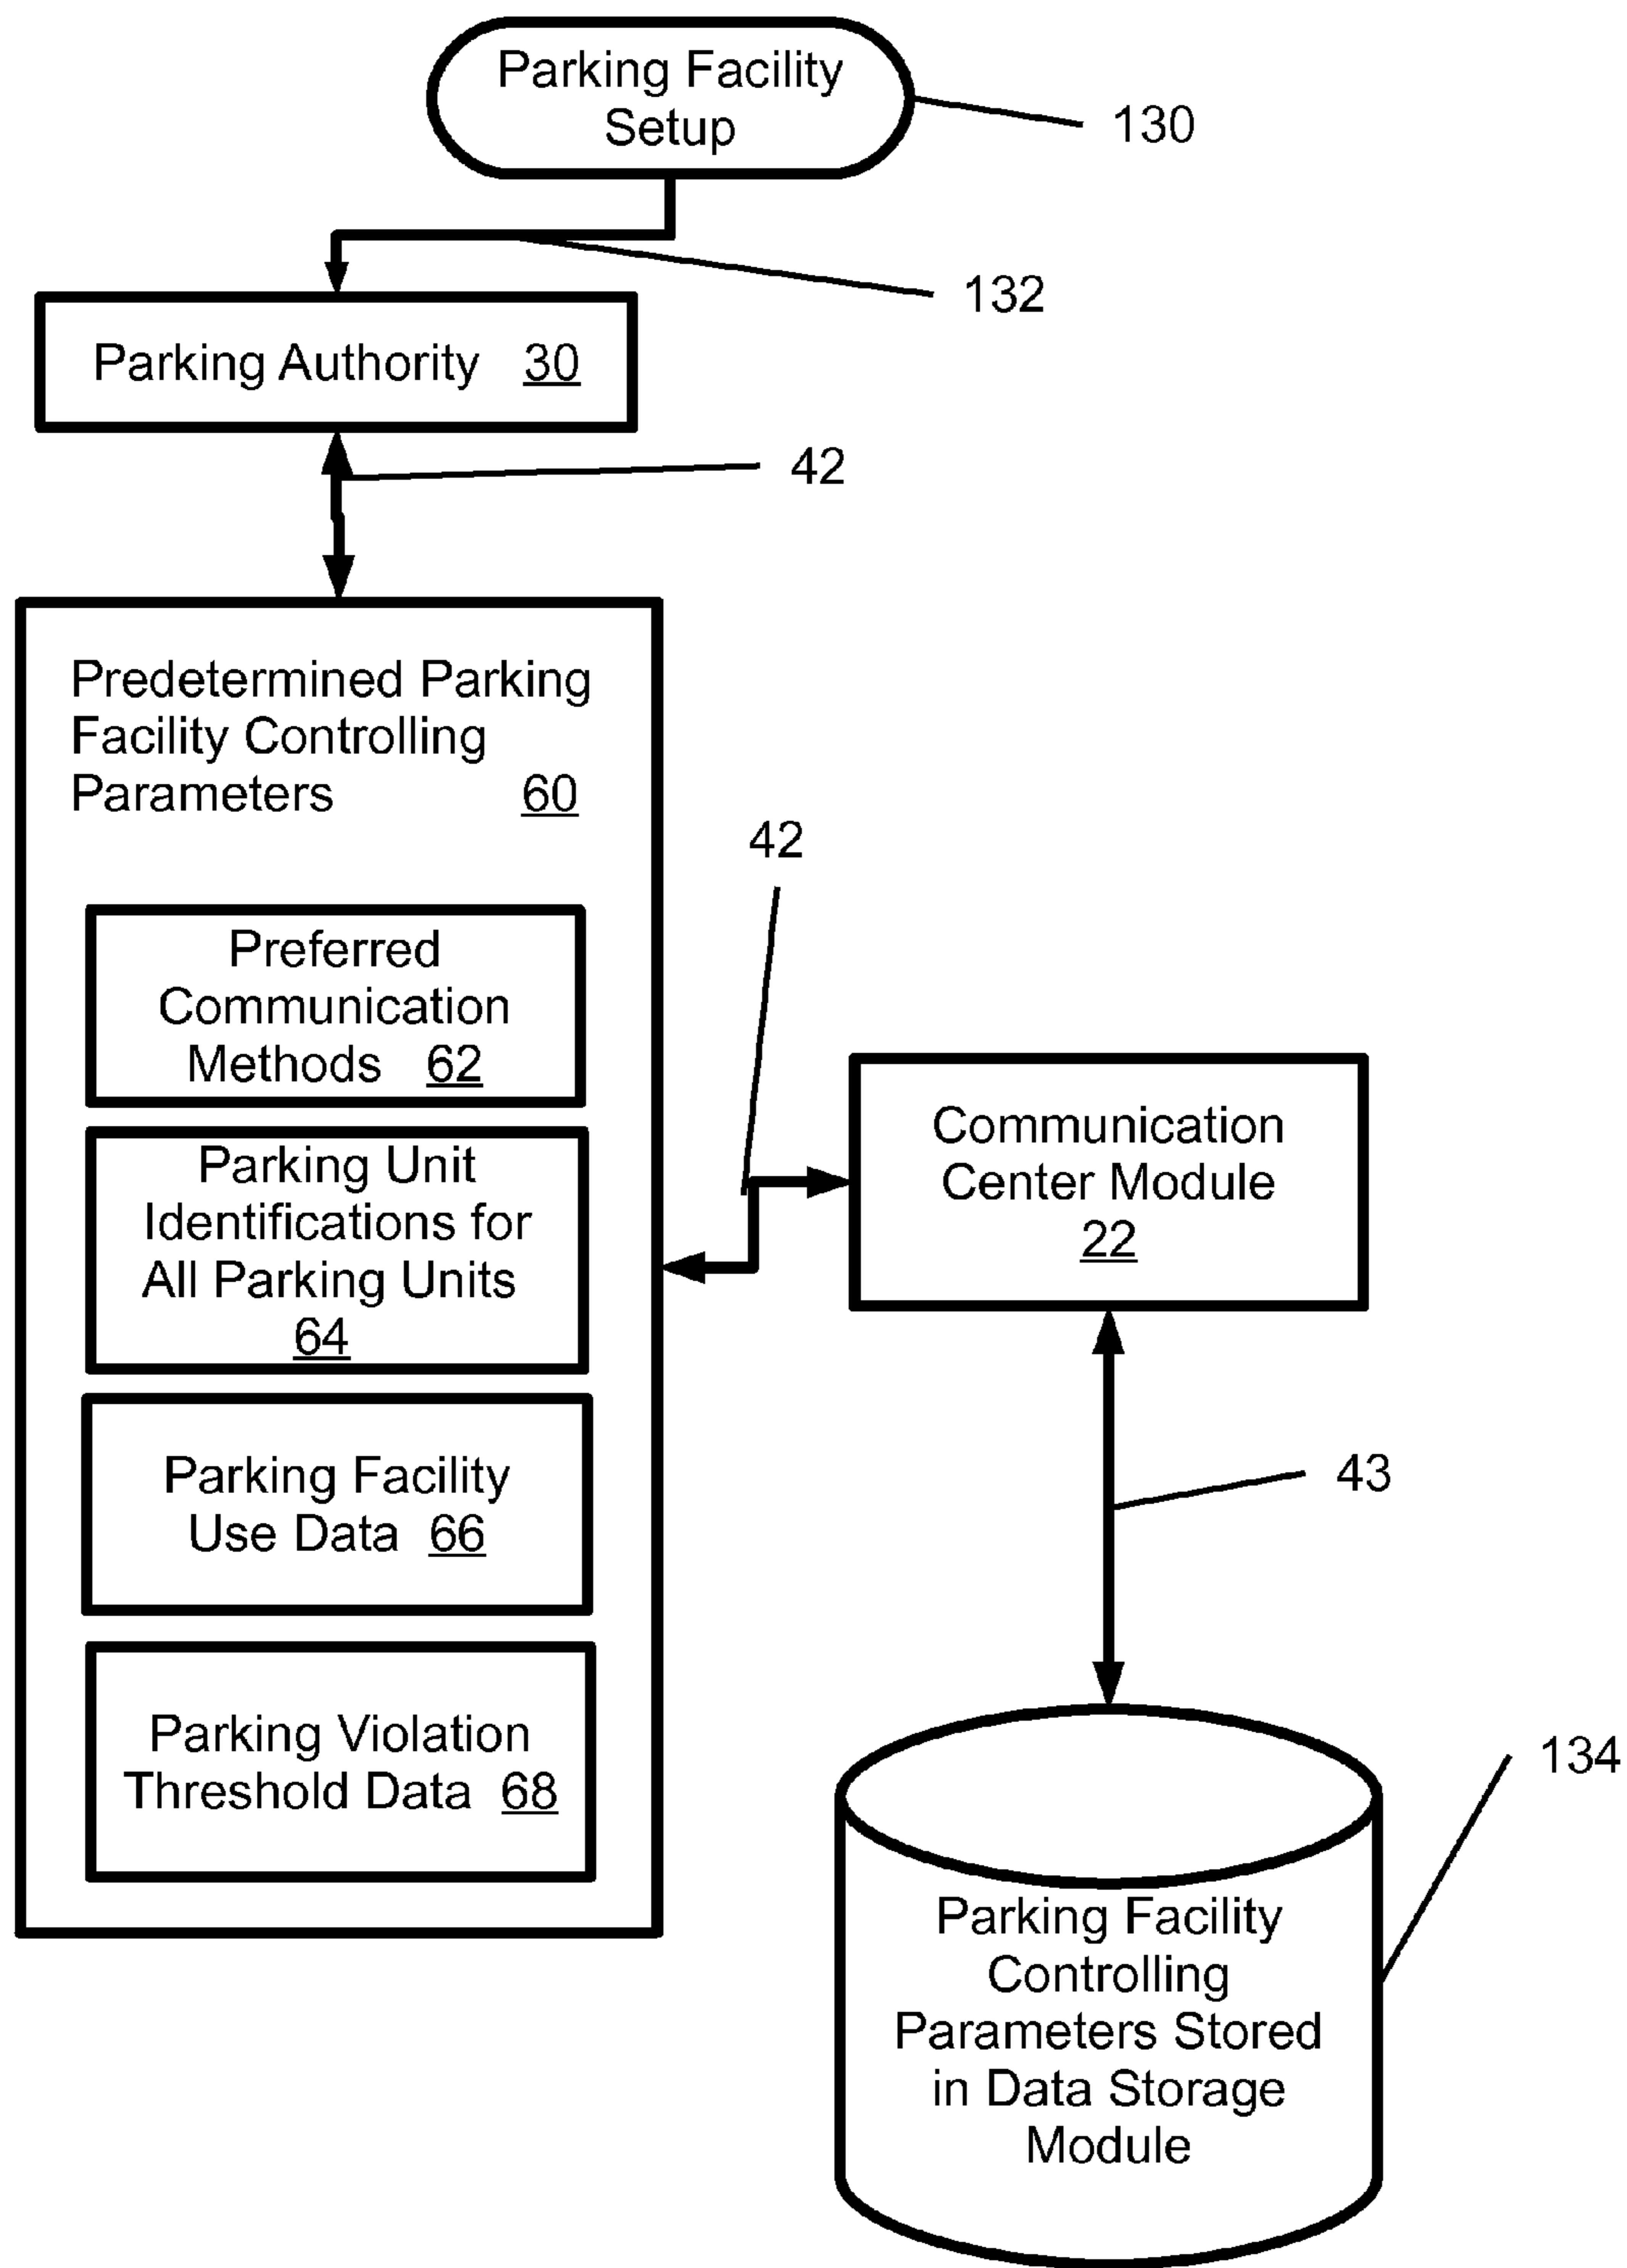 Parking Facility
Setup
130
132
Parking Authority 30
42
Predetermined Parking
Facility Controlling
Parameters 60
42
Preferred
Communication
Methods 62
Parking Unit
Identifications for
All Parking Units
64
Communication
Center Module
22
Parking Facility
Use Data 66
43
Parking Violation
Threshold Data 68
134
Parking Facility
Controlling
Parameters Stored
in Data Storage
Module